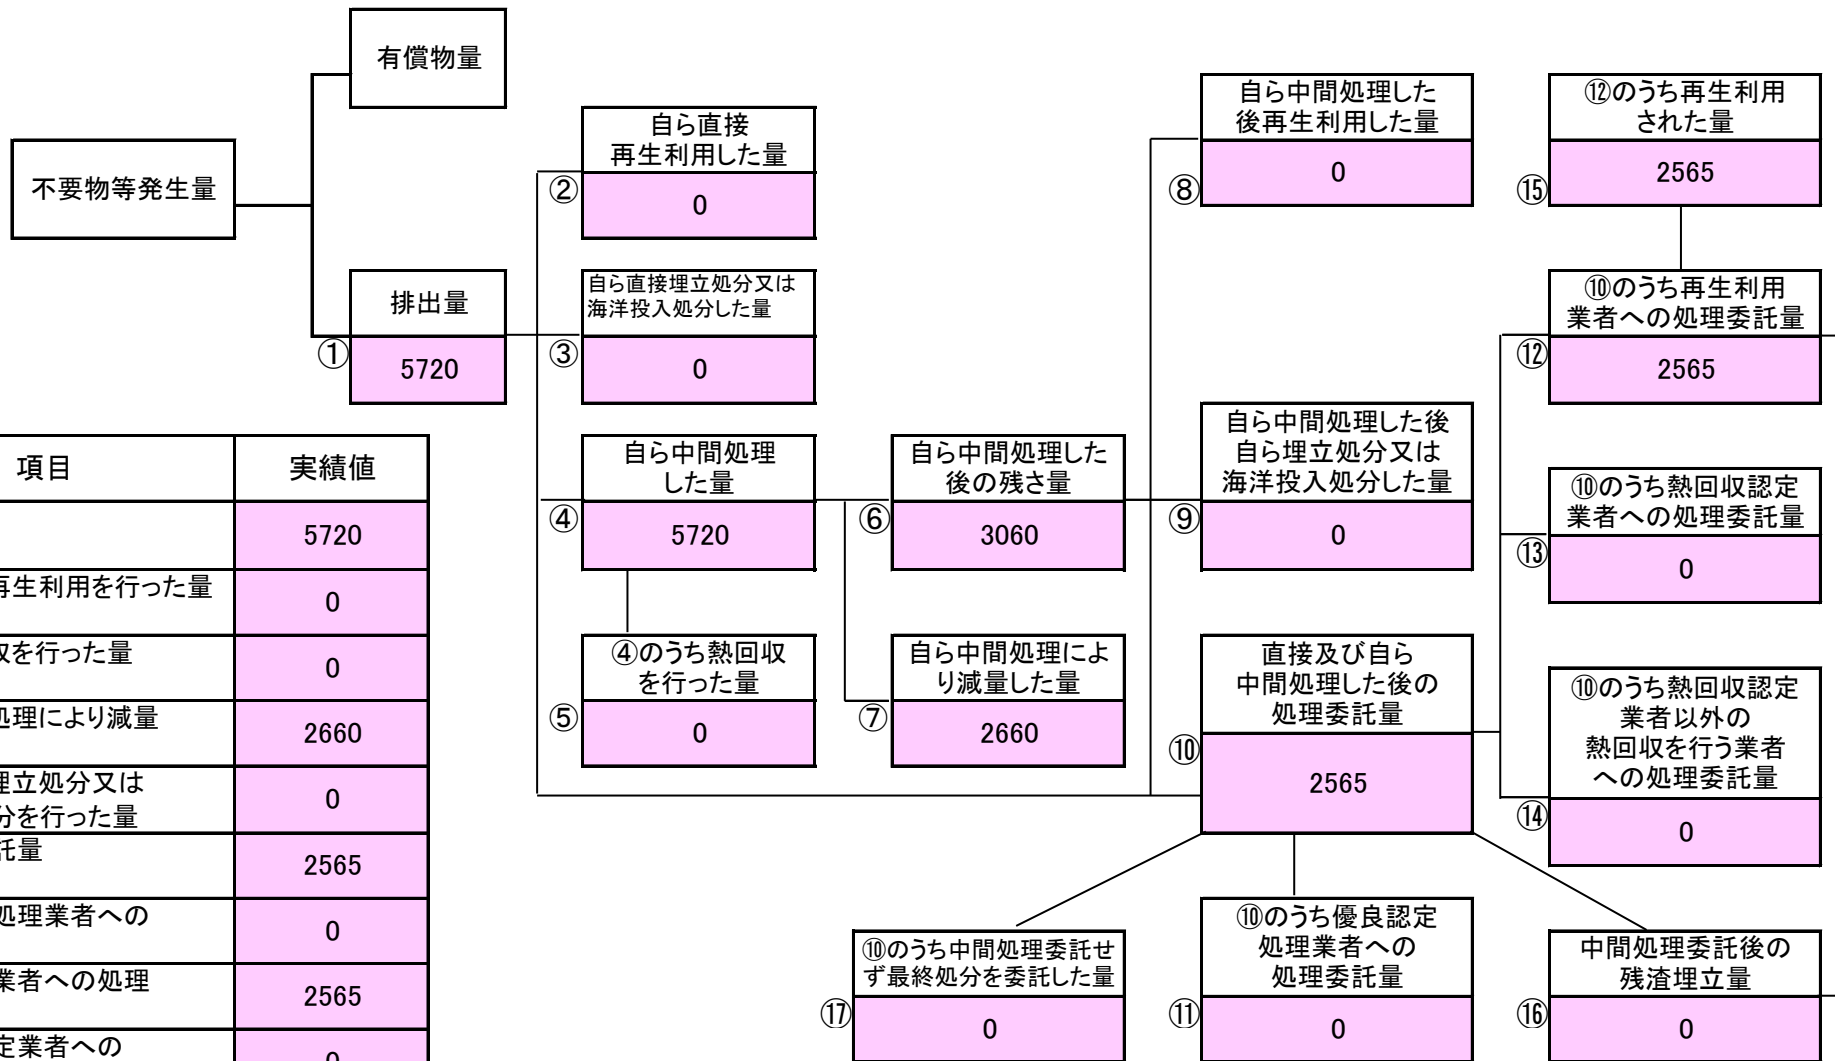 有償物量
不要物等発生量
排出量
①
5720
自ら直接
再生利用した量
②
0
自ら直接埋立処分又は
海洋投入処分した量
③
0
自ら中間処理
した量
④
5720
④のうち熱回収
を行った量
⑤
0
自ら中間処理した
後の残さ量
⑥
3060
自ら中間処理によ
り減量した量
⑦
2660
自ら中間処理した
後再生利用した量
⑧
0
自ら中間処理した後
自ら埋立処分又は
海洋投入処分した量
⑨
0
直接及び自ら
中間処理した後の
処理委託量
⑩
2565
⑫のうち再生利用
された量
⑮
2565
⑩のうち再生利用
業者への処理委託量
⑫
2565
⑩のうち熱回収認定
業者への処理委託量
⑬
0
⑩のうち熱回収認定
業者以外の
熱回収を行う業者
への処理委託量
⑭
0
⑩のうち中間処理委託せ
ず最終処分を委託した量
⑰
0
⑩のうち優良認定
処理業者への
処理委託量
⑪
0
中間処理委託後の
残渣埋立量
⑯
0
項目 実績値
5720
再生利用を行った量 0
を行った量 0
処理により減量 2660
埋立処分又は
分を行った量 0
託量 2565
処理業者への 0
業者への処理 2565
定業者への 0